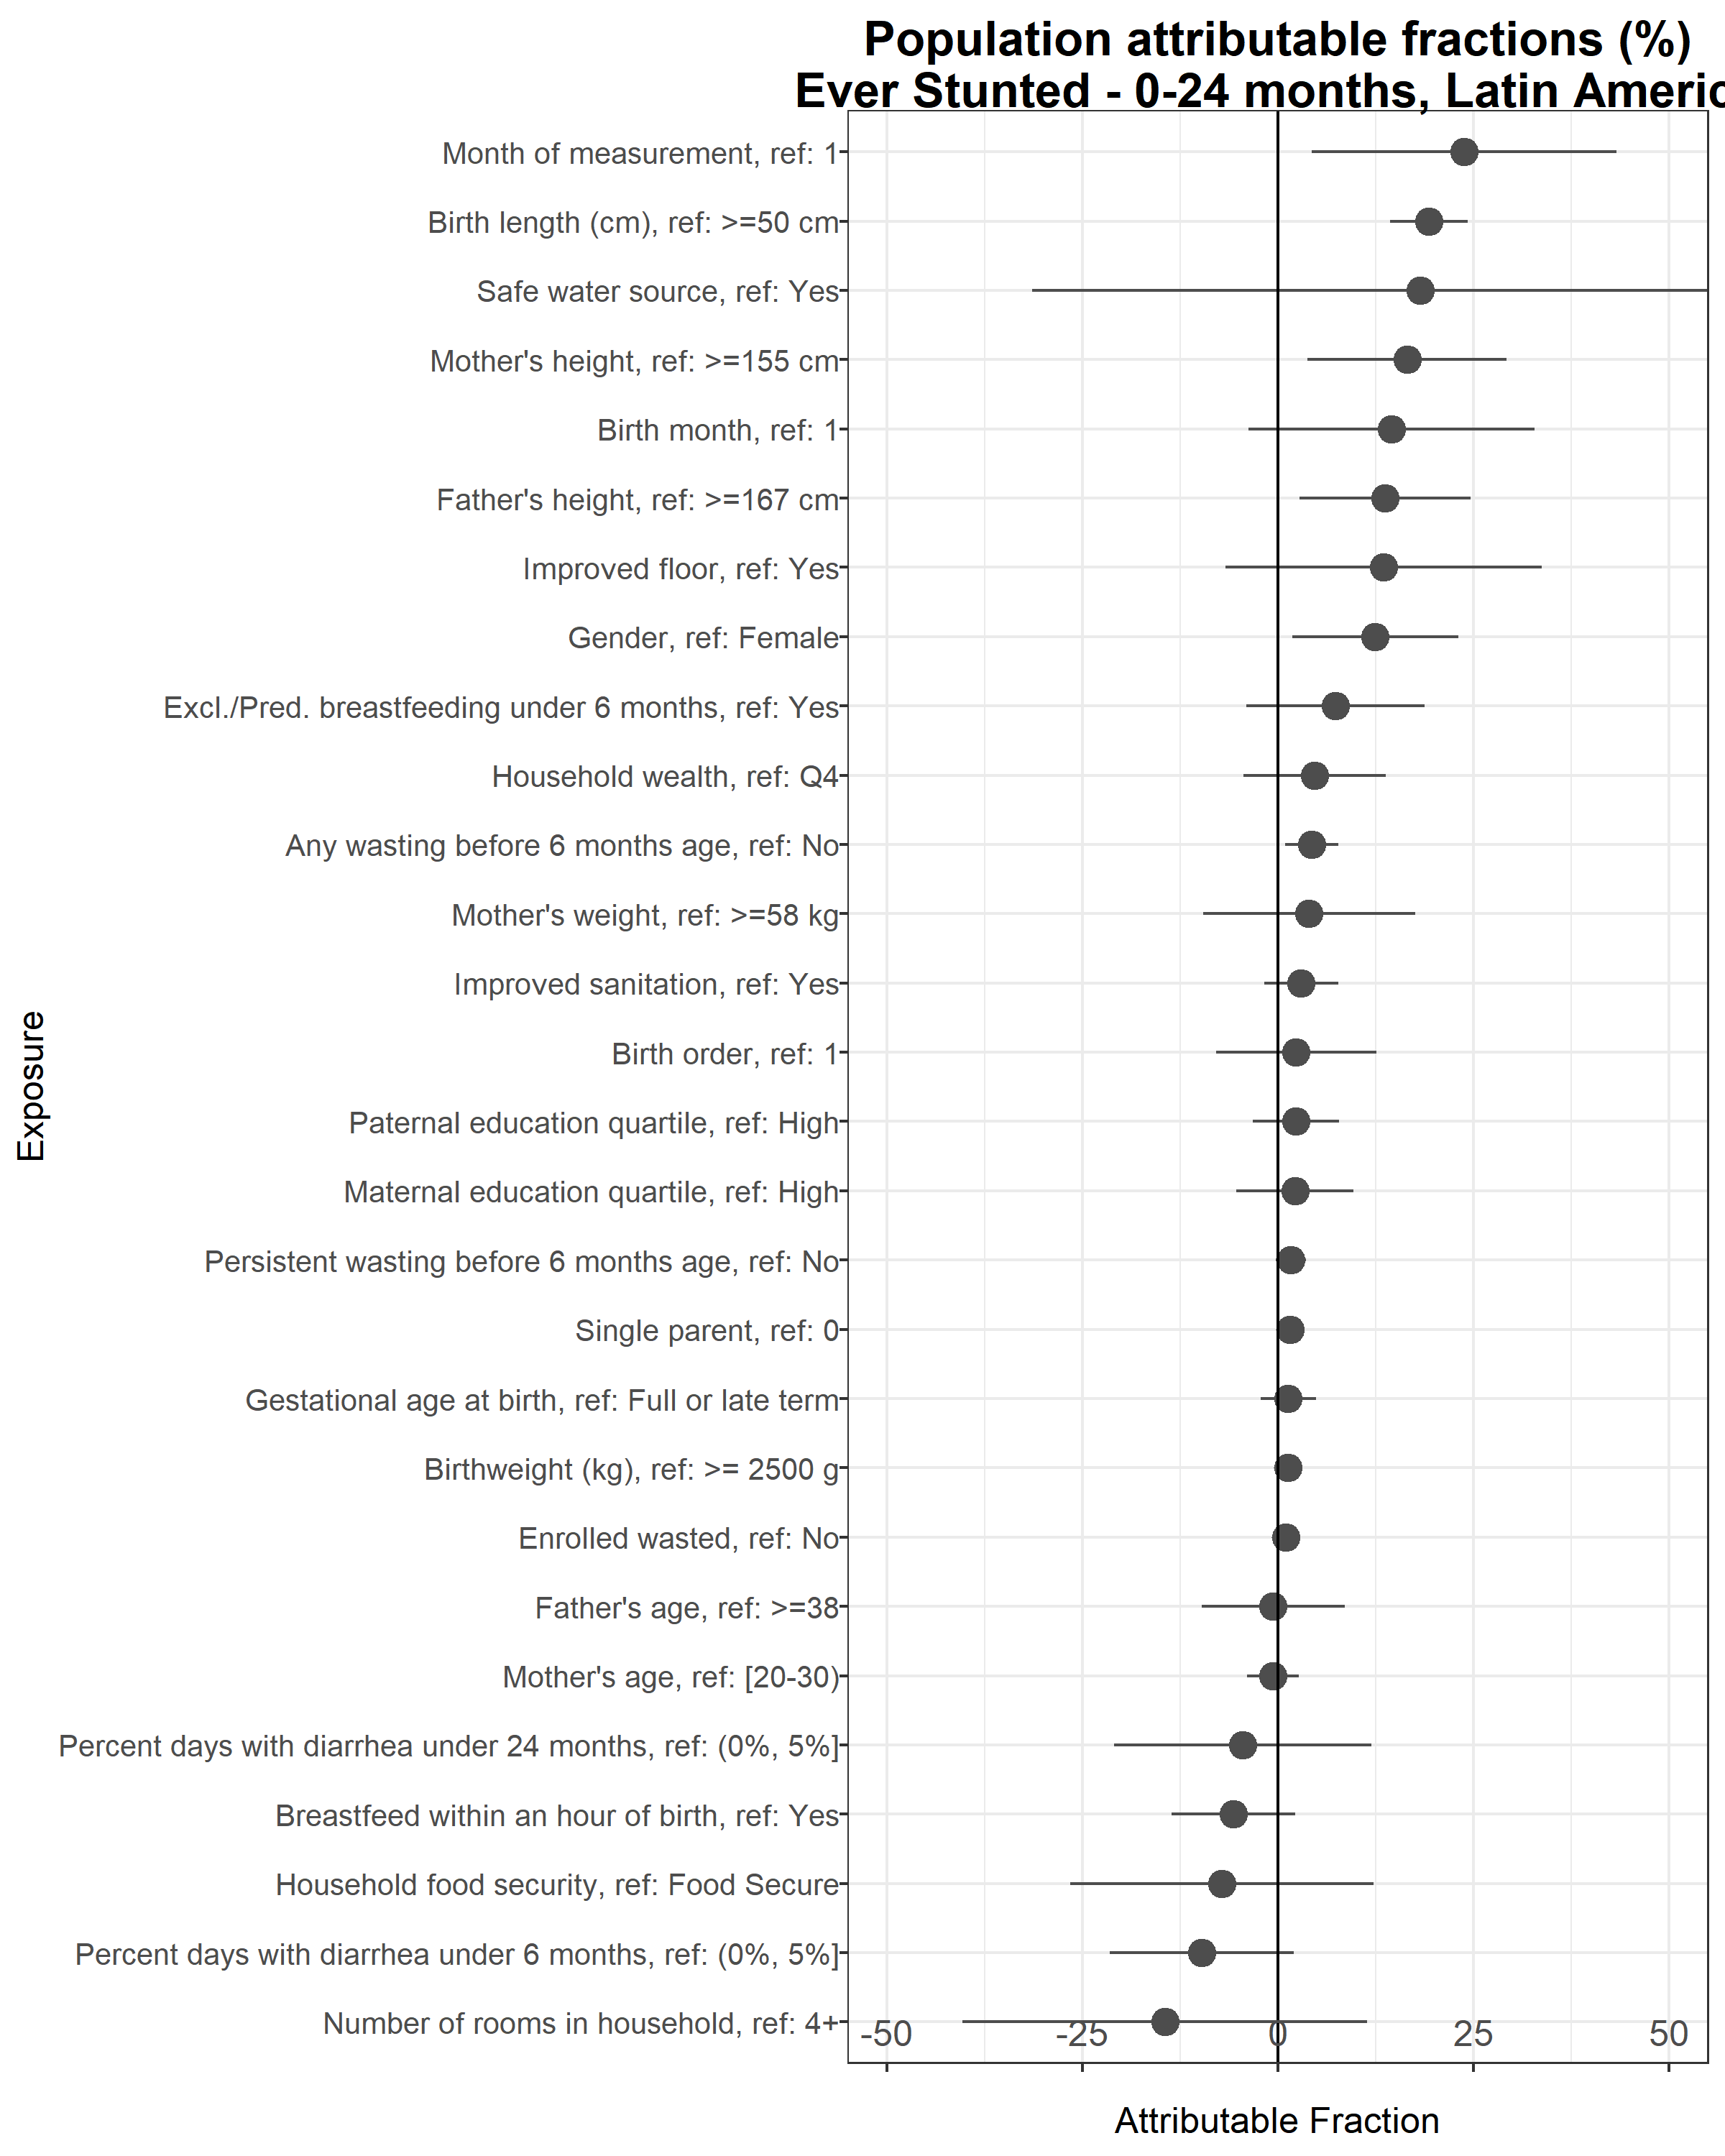 Population attributable fractions (%)
Ever Stunted - 0-24 months, Latin Americ
Month of measurement, ref: 1
Birth length (cm), ref: >=50 cm
Safe water source, ref: Yes
Mother's height, ref: >=155 cm
Birth month, ref: 1
Father's height, ref: >=167 cm
Improved floor, ref: Yes
Gender, ref: Female
Excl./Pred. breastfeeding under 6 months, ref: Yes
Household wealth, ref: Q4
Any wasting before 6 months age, ref: No
Mother's weight, ref: >=58 kg
Improved sanitation, ref: Yes
Birth order, ref: 1
Paternal education quartile, ref: High
Maternal education quartile, ref: High
Persistent wasting before 6 months age, ref: No
Single parent, ref: 0
Gestational age at birth, ref: Full or late term
Birthweight (kg), ref: >= 2500 g
Enrolled wasted, ref: No
Father's age, ref: >=38
Mother's age, ref: [20-30)
Percent days with diarrhea under 24 months, ref: (0%, 5%]
Breastfeed within an hour of birth, ref: Yes
Household food security, ref: Food Secure
Percent days with diarrhea under 6 months, ref: (0%, 5%]
Number of rooms in household, ref: 4+
Exposure
-50 -25 0 25 50
Attributable Fraction